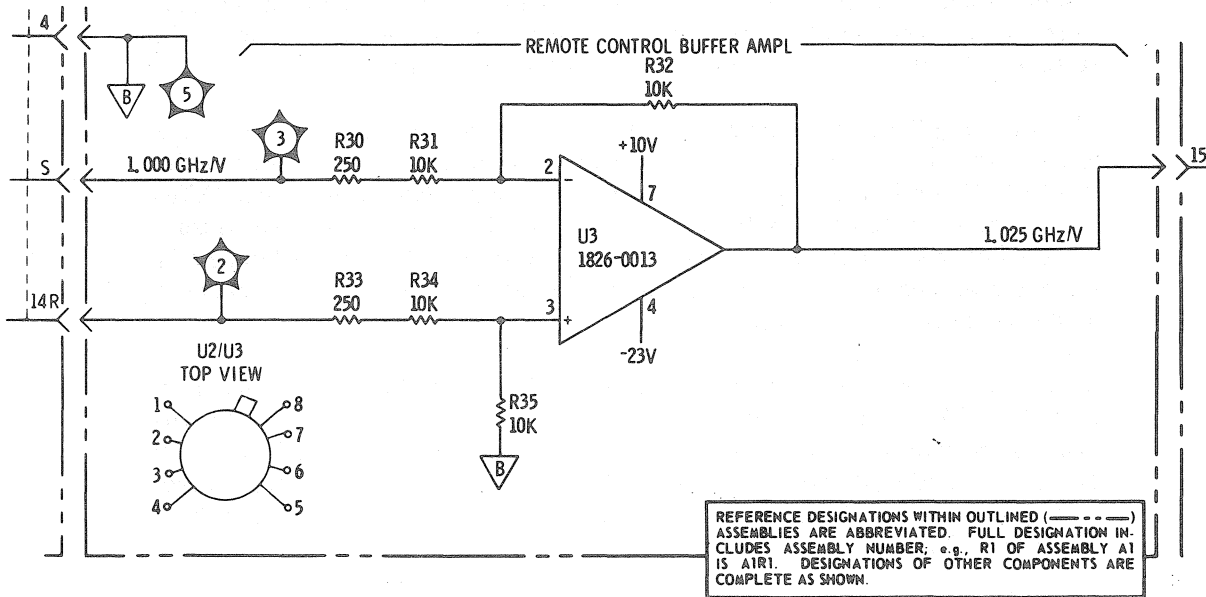 4
REMOTE CONTROL BUFFER AMPL
B
5
R32
10K
3
S
1.000 GHz/V
R30
250
R31
10K
+10V
2
-
7
U3
1826-0013
1.025 GHz/V
15
2
14R
R33
250
R34
10K
3
+
4
-23V
U2/U3
TOP VIEW
1
8
2
7
3
6
4
5
R35
10K
B
REFERENCE DESIGNATIONS WITHIN OUTLINED (—— - - ——)
ASSEMBLIES ARE ABBREVIATED. FULL DESIGNATION IN-
CLUDES ASSEMBLY NUMBER; e.g., R1 OF ASSEMBLY A1
IS A1R1. DESIGNATIONS OF OTHER COMPONENTS ARE
COMPLETE AS SHOWN.